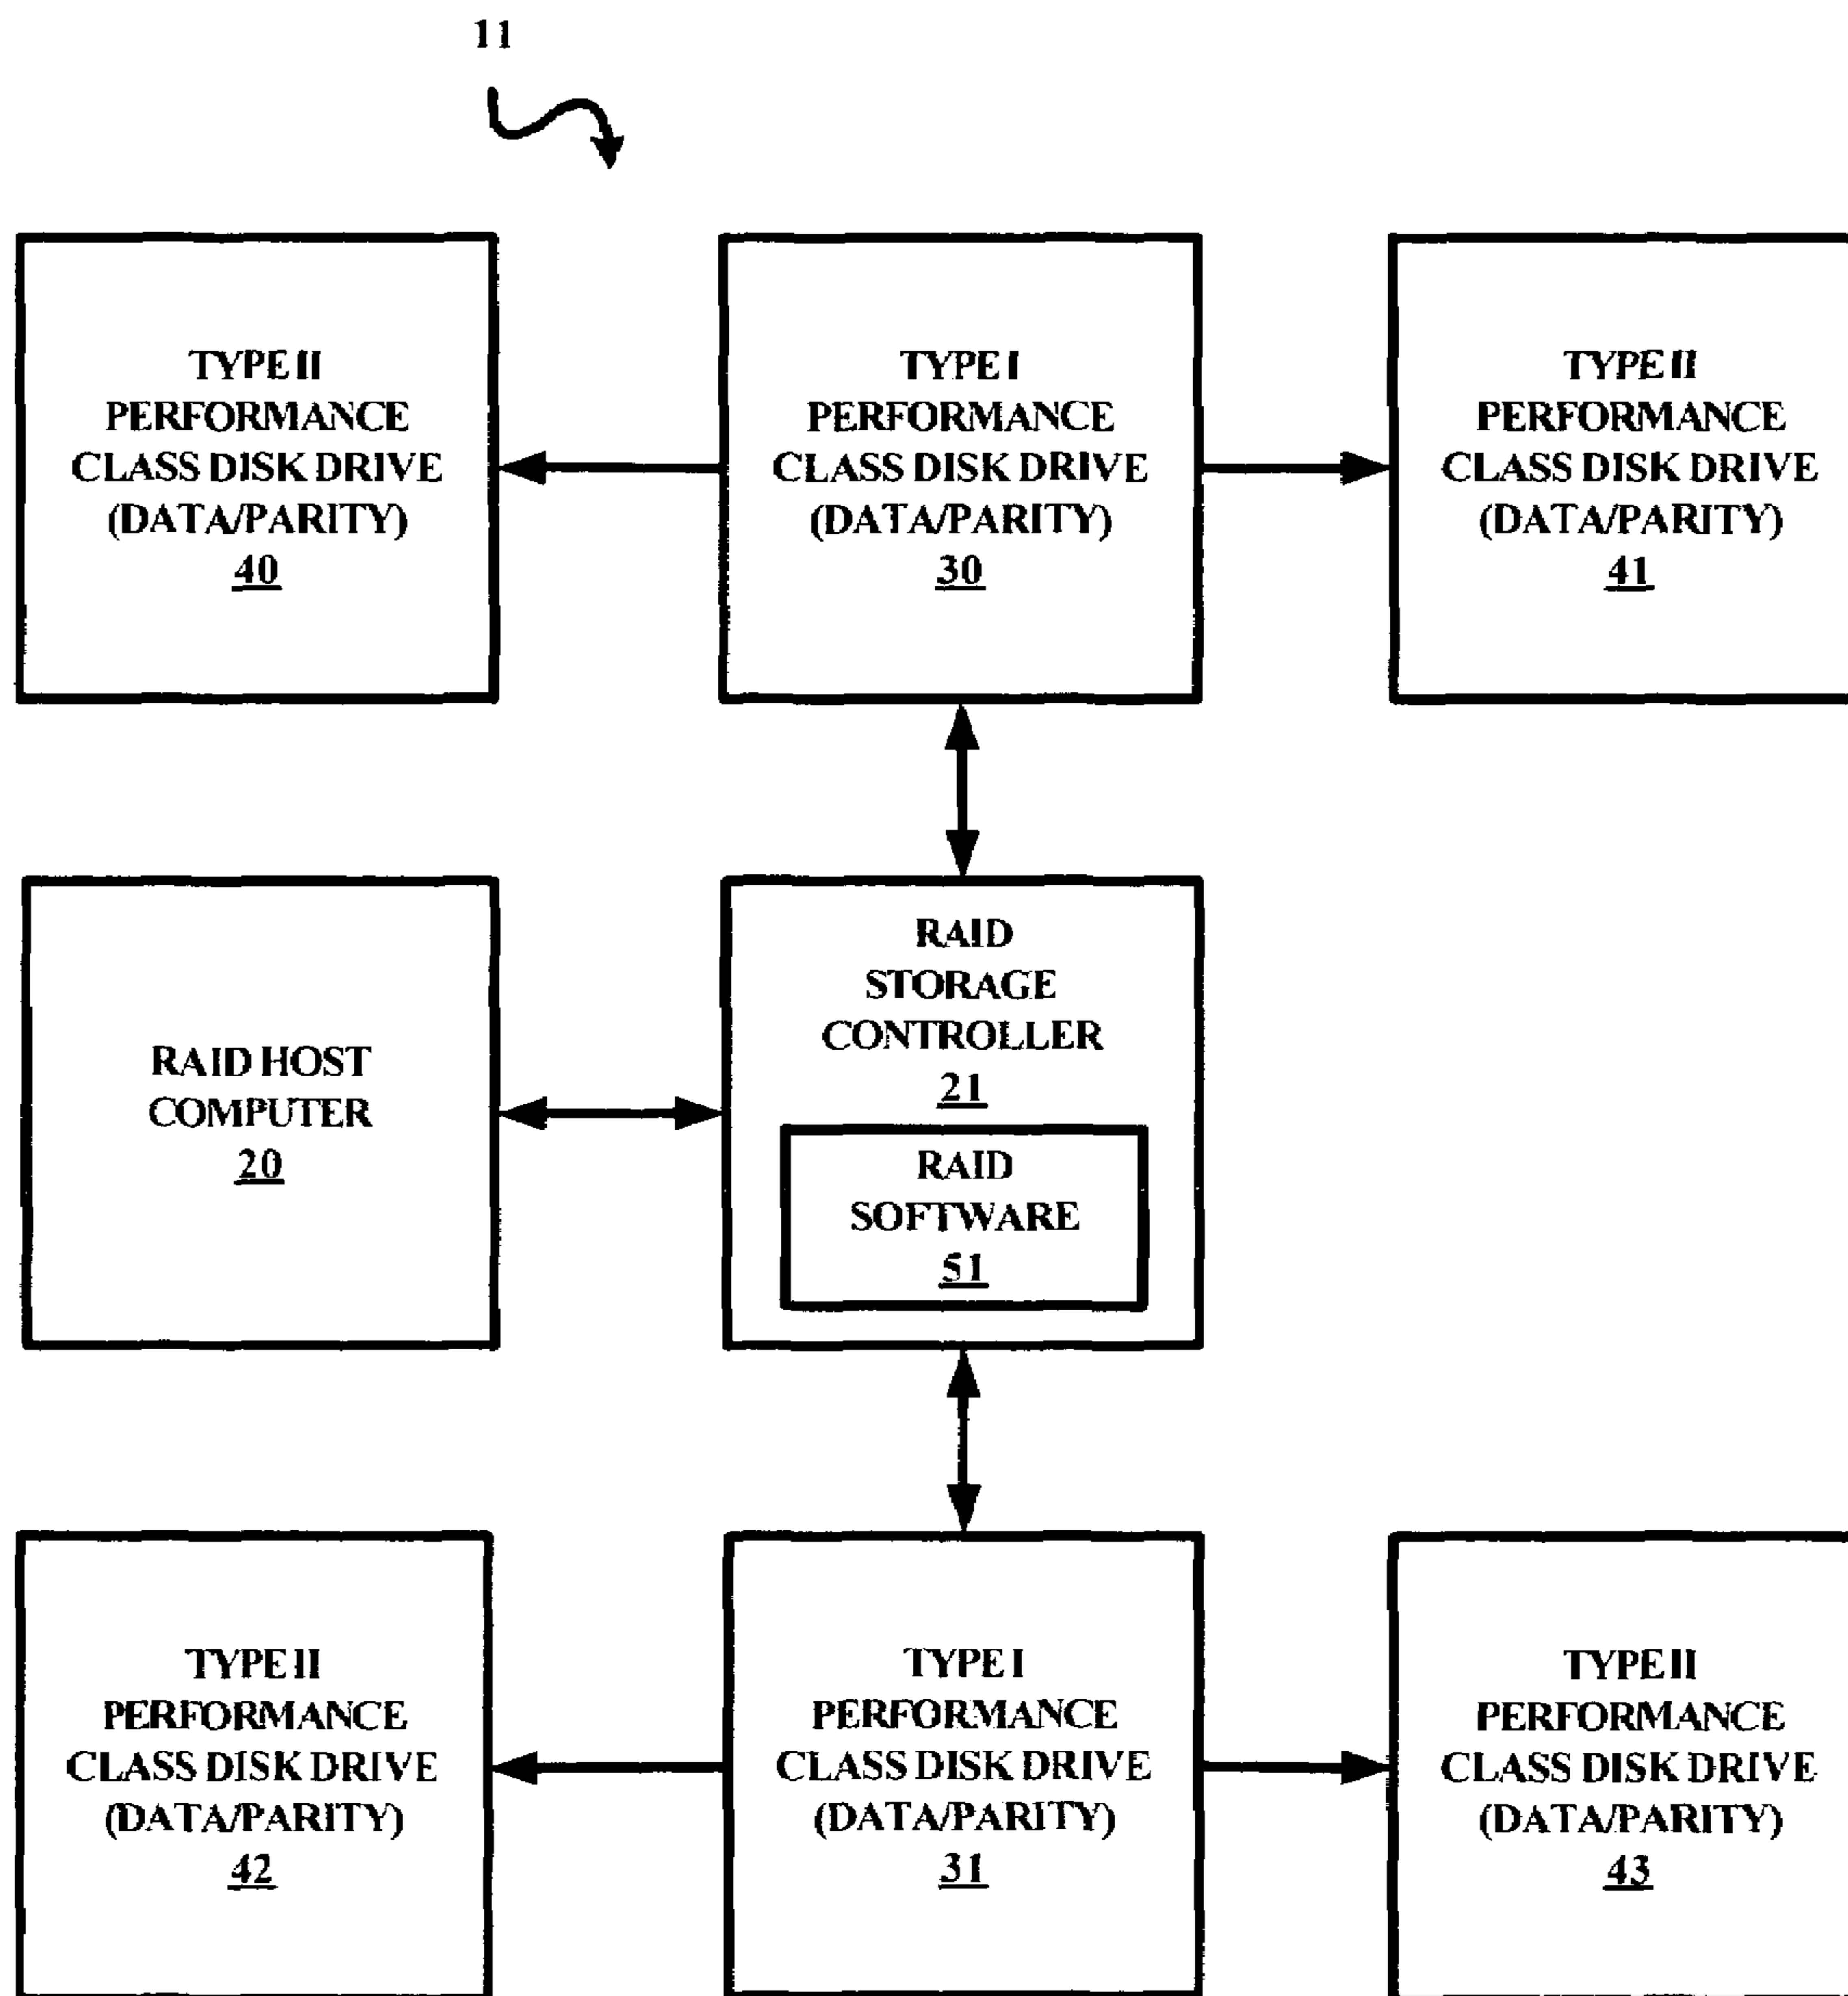 11
TYPE II
PERFORMANCE
CLASS DISK DRIVE
(DATA/PARITY)
40
TYPE I
PERFORMANCE
CLASS DISK DRIVE
(DATA/PARITY)
30
TYPE II
PERFORMANCE
CLASS DISK DRIVE
(DATA/PARITY)
41
RAID HOST
COMPUTER
20
RAID
STORAGE
CONTROLLER
21
RAID
SOFTWARE
51
TYPE II
PERFORMANCE
CLASS DISK DRIVE
(DATA/PARITY)
42
TYPE I
PERFORMANCE
CLASS DISK DRIVE
(DATA/PARITY)
31
TYPE II
PERFORMANCE
CLASS DISK DRIVE
(DATA/PARITY)
43